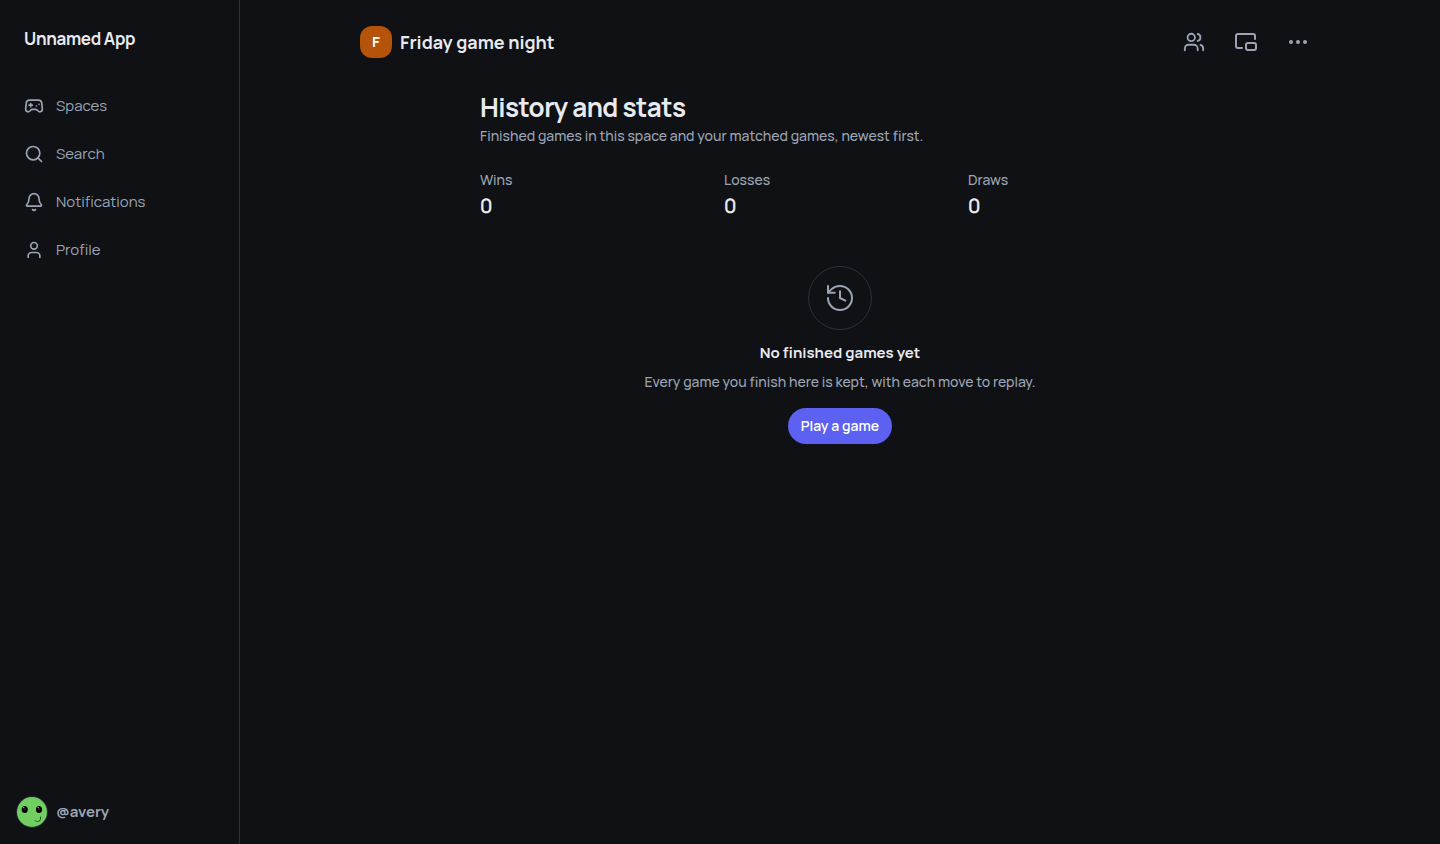 Unnamed App
Spaces
Search
Notifications
Profile
@avery
F
Friday game night
History and stats
Finished games in this space and your matched games, newest first.
Wins
Losses
Draws
0
0
0
No finished games yet
Every game you finish here is kept, with each move to replay.
Play a game